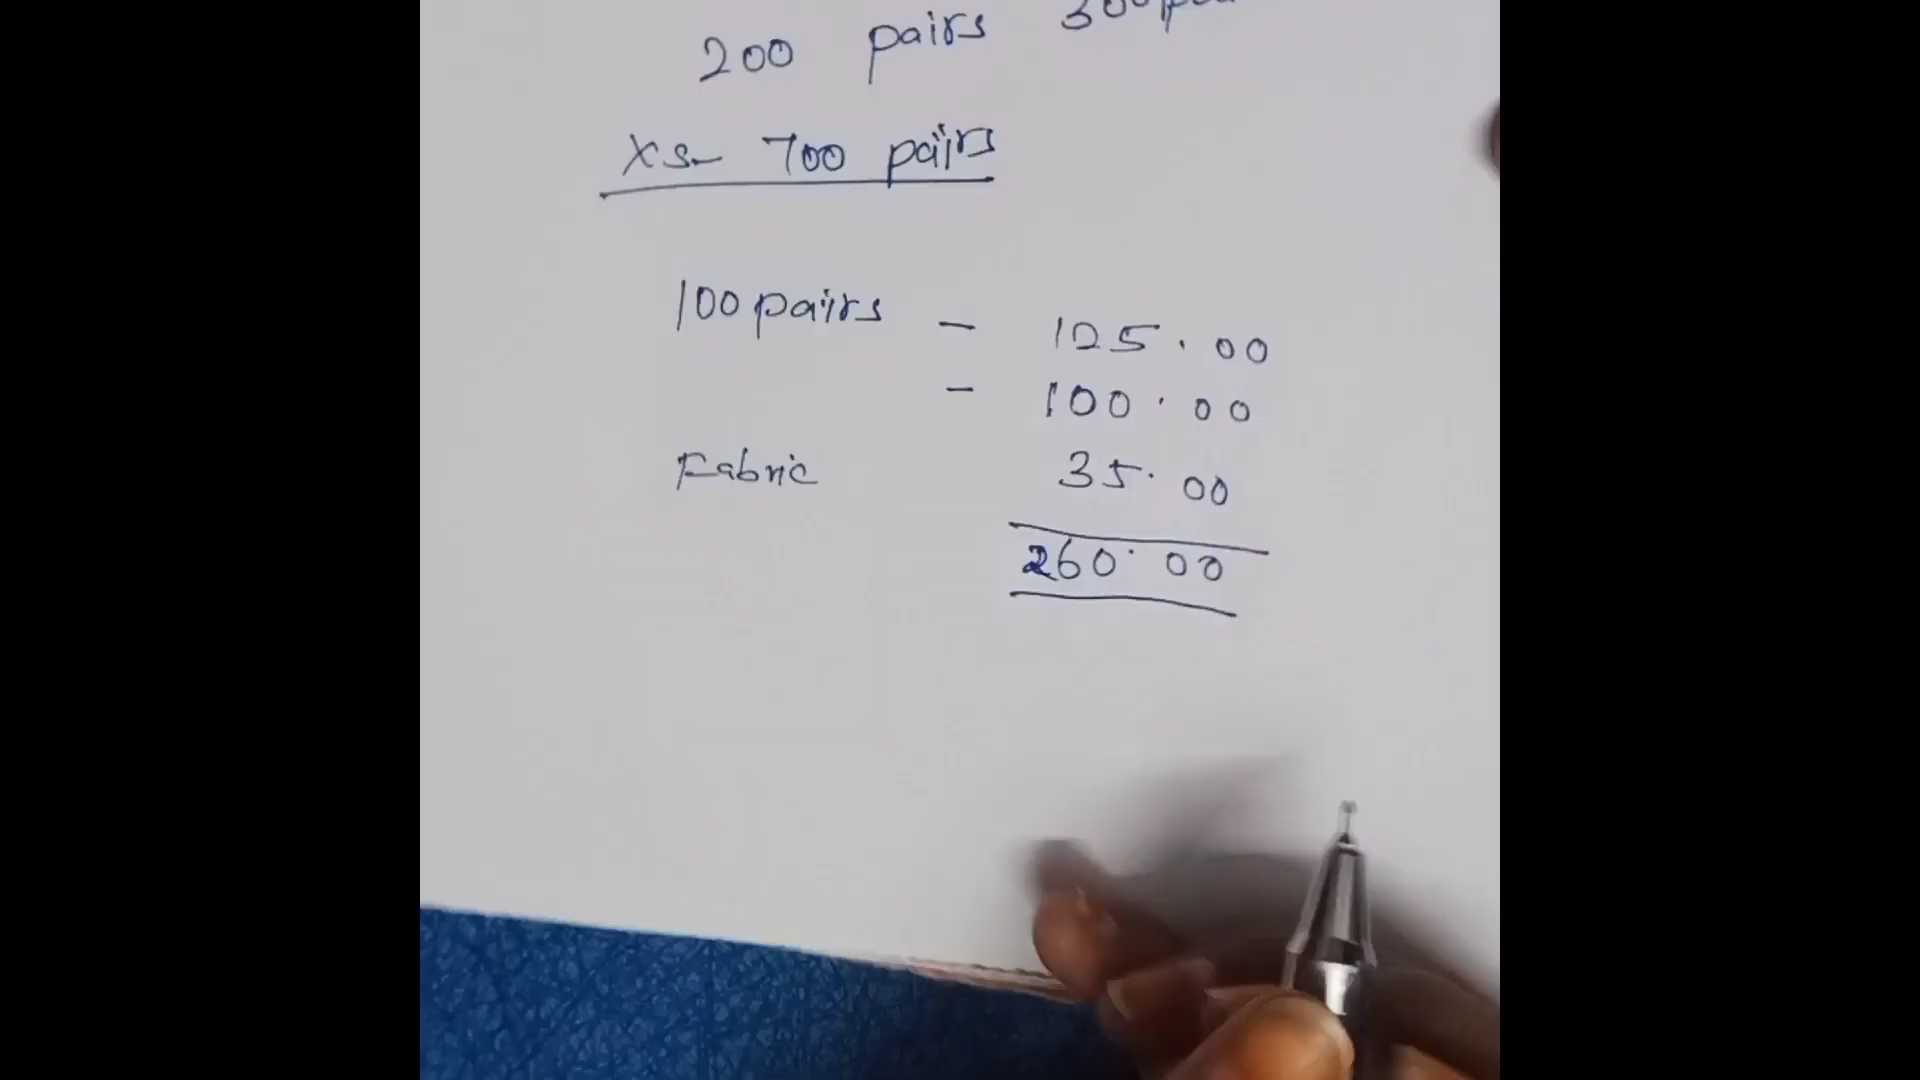 200 pairs
XS- 700 pairs
100 pairs - 125.00
- 100.00
Fabric 35.00
260.00